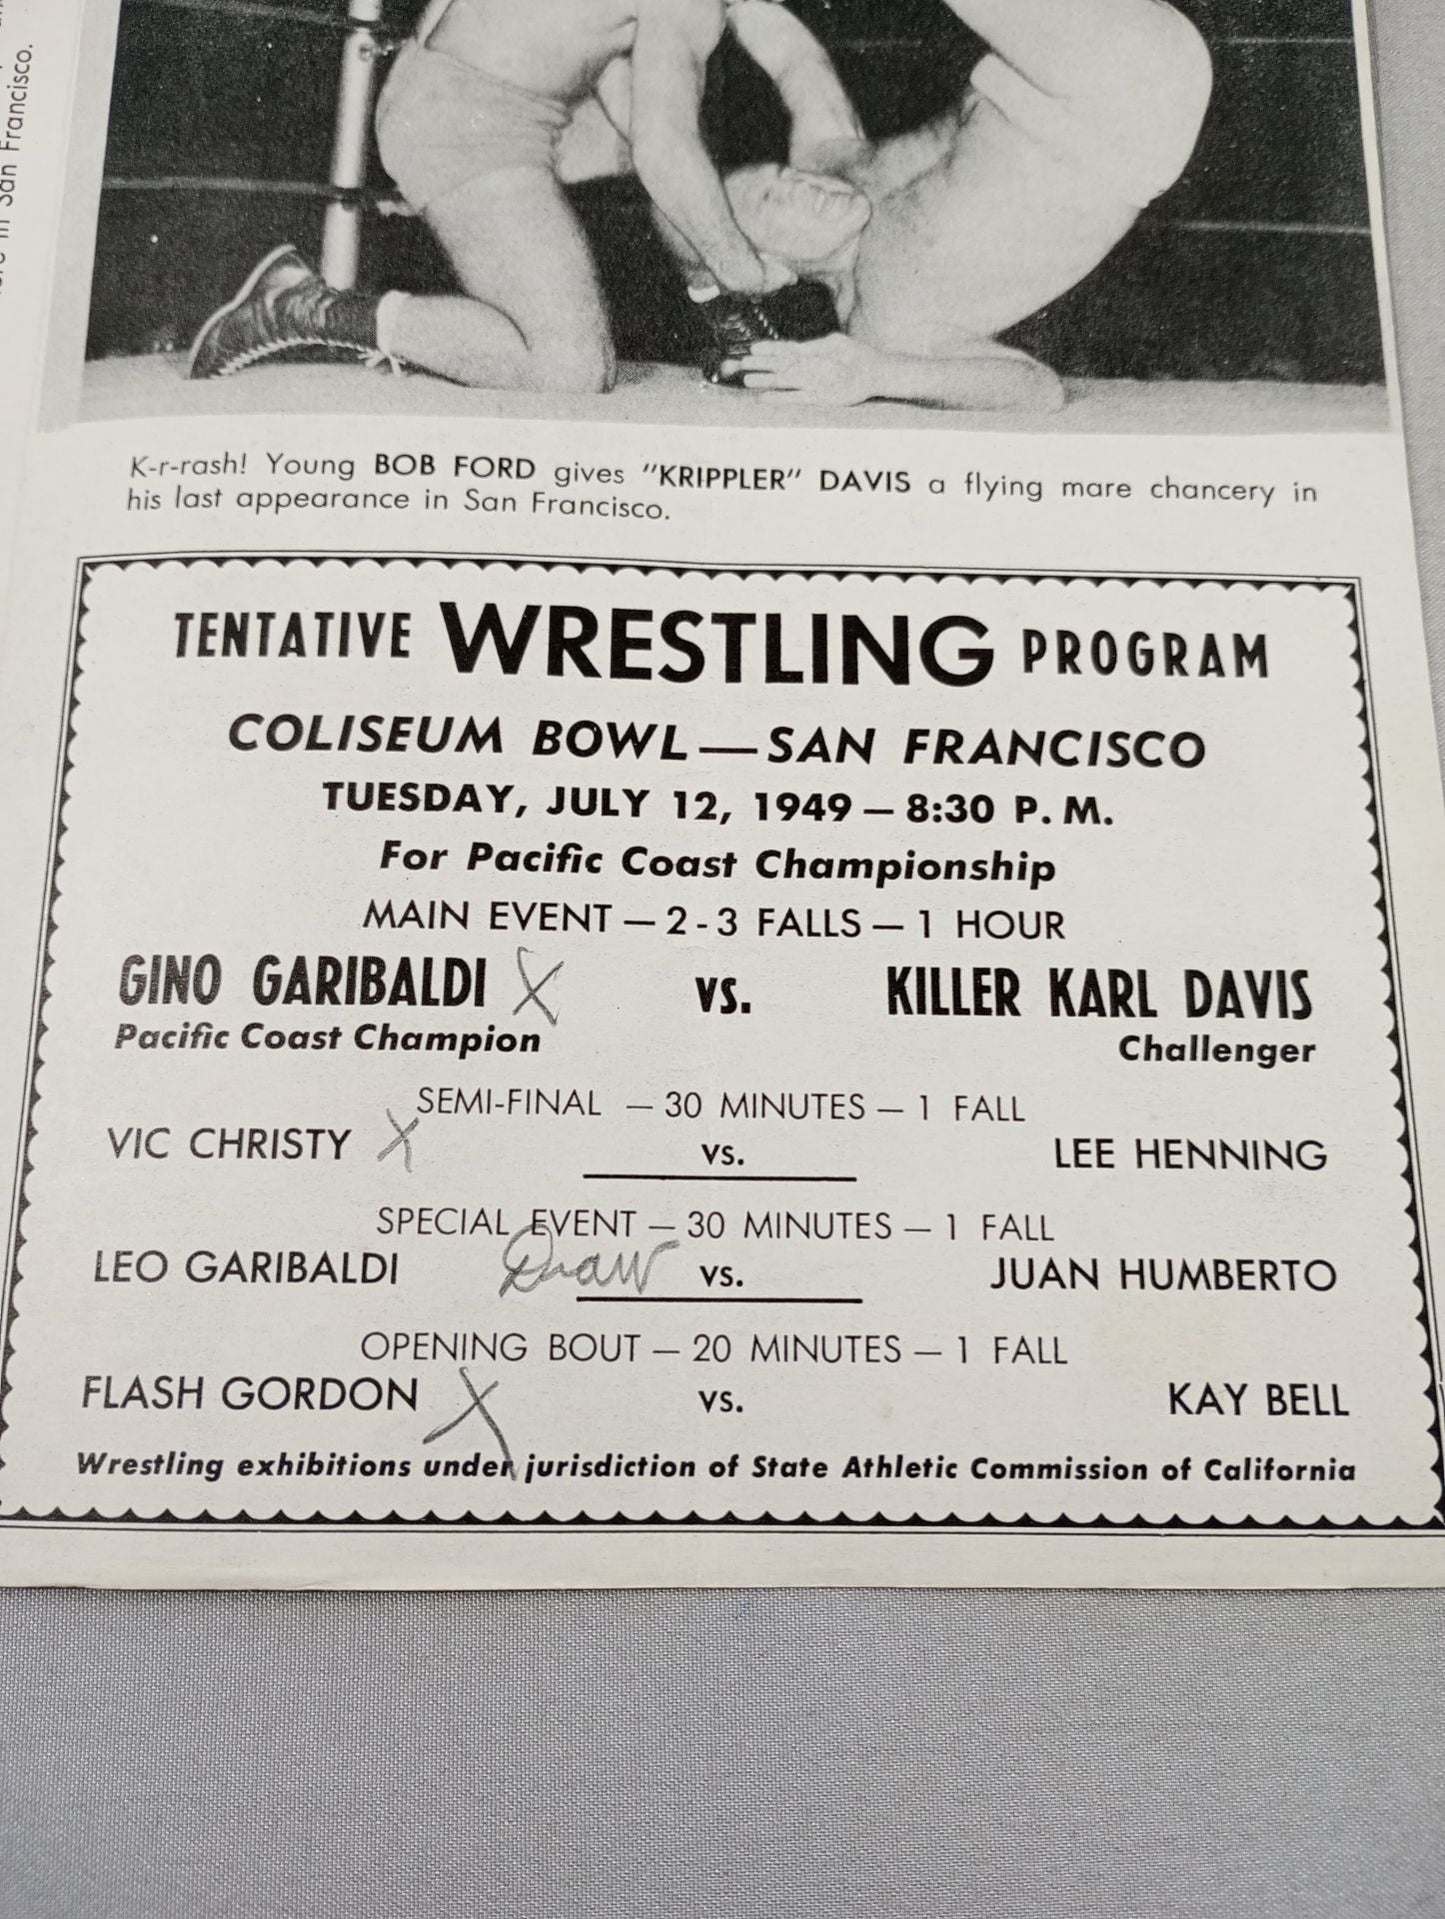 in San Francisco.
K-r-rash! Young BOB FORD gives "KRIPPLER" DAVIS a flying mare chancery in
his last appearance in San Francisco.
TENTATIVE WRESTLING PROGRAM
COLISEUM BOWL—SAN FRANCISCO
TUESDAY, JULY 12, 1949 — 8:30 P. M.
For Pacific Coast Championship
MAIN EVENT — 2-3 FALLS — 1 HOUR
GINO GARIBALDI X vs. KILLER KARL DAVIS
Pacific Coast Champion Challenger
SEMI-FINAL — 30 MINUTES — 1 FALL
VIC CHRISTY X vs. LEE HENNING
SPECIAL EVENT — 30 MINUTES — 1 FALL
LEO GARIBALDI Draw vs. JUAN HUMBERTO
OPENING BOUT — 20 MINUTES — 1 FALL
FLASH GORDON X vs. KAY BELL
Wrestling exhibitions under jurisdiction of State Athletic Commission of California